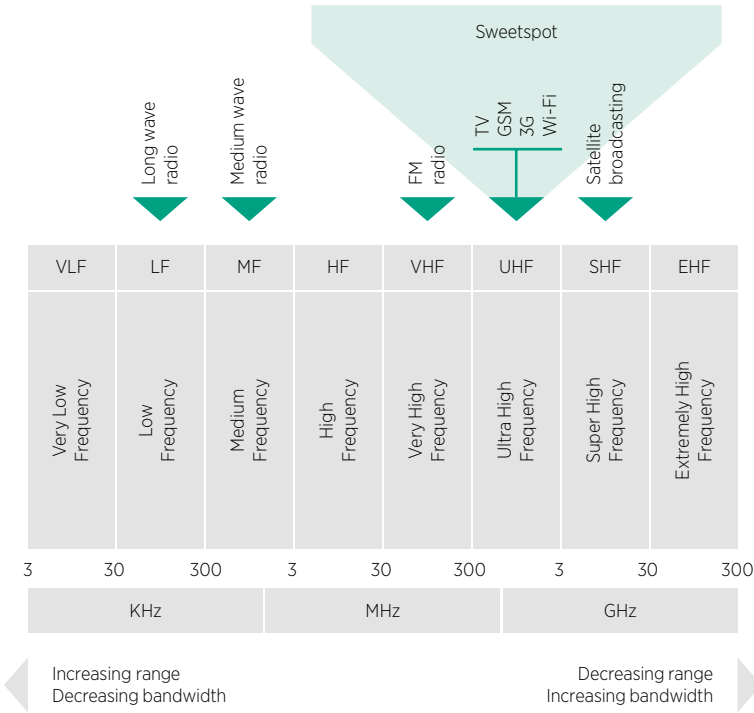 Sweetspot
Long wave
radio
Medium wave
radio
FM
radio
TV
GSM
3G
Wi-Fi
Satellite
broadcasting
VLF
LF
MF
HF
VHF
UHF
SHF
EHF
Very Low
Frequency
Low
Frequency
Medium
Frequency
High
Frequency
Very High
Frequency
Ultra High
Frequency
Super High
Frequency
Extremely High
Frequency
3 30 300 3 30 300 3 30 300
KHz
MHz
GHz
Increasing range
Decreasing bandwidth
Decreasing range
Increasing bandwidth